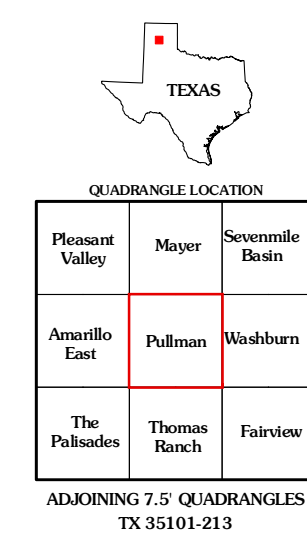 TEXAS
QUADRANGLE LOCATION
Pleasant
Valley
Mayer
Sevenmile
Basin
Amarillo
East
Pullman
Washburn
The
Palisades
Thomas
Ranch
Fairview
ADJOINING 7.5' QUADRANGLES
TX 35101-213